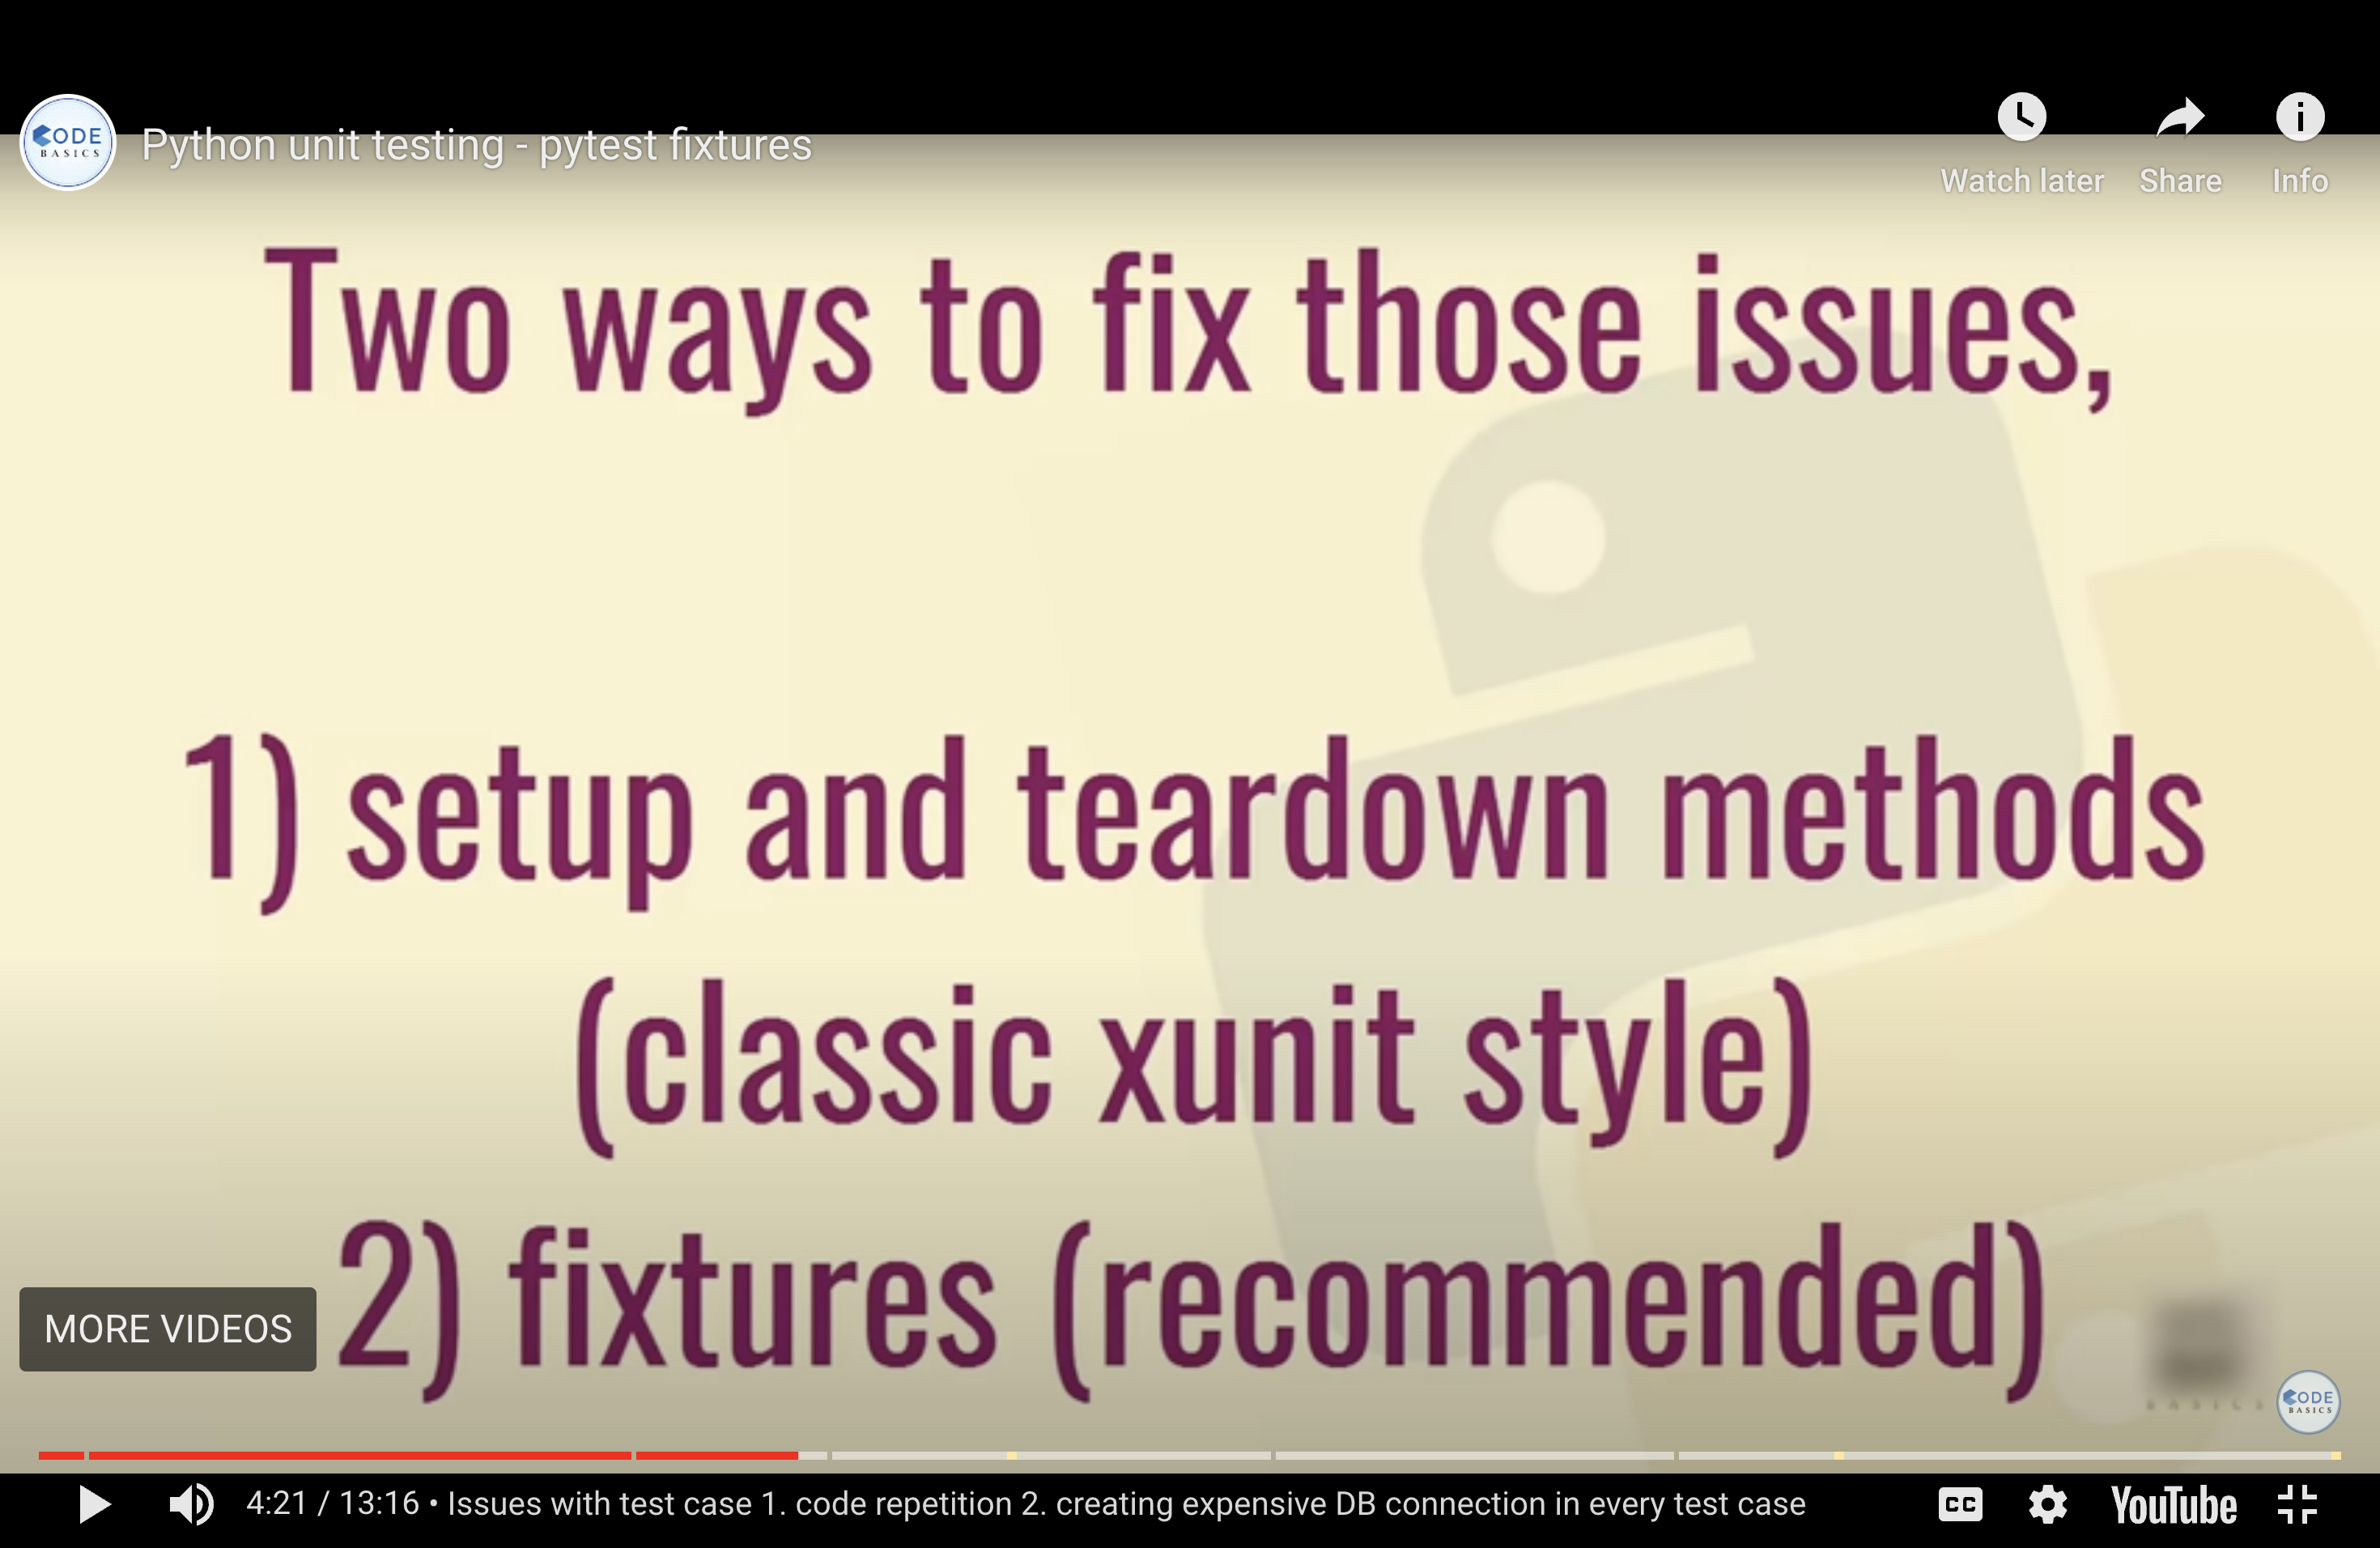 CODE
BASICS
Python unit testing - pytest fixtures
Watch later
Share
Info
Two ways to fix those issues,
1) setup and teardown methods
(classic xunit style)
2) fixtures (recommended)
MORE VIDEOS
BASICS
CODE
BASICS
4:21 / 13:16 • Issues with test case 1. code repetition 2. creating expensive DB connection in every test case
CC
YouTube